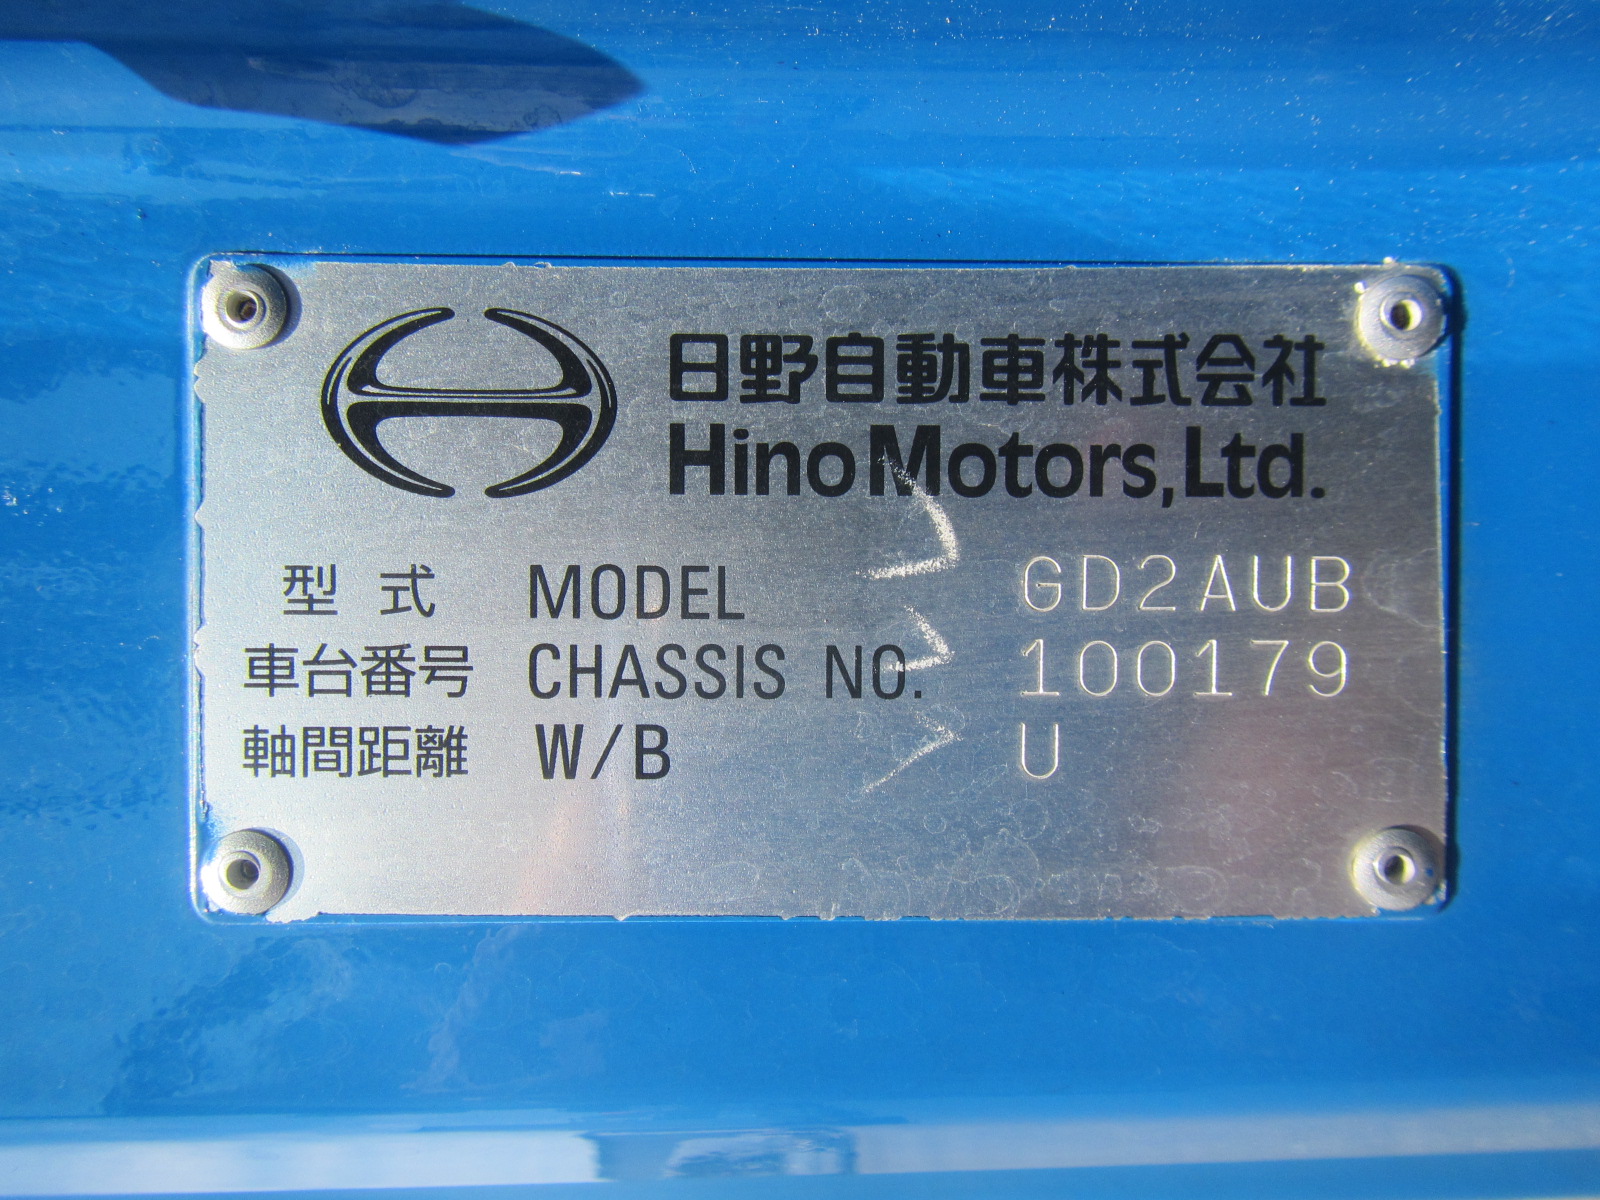 日野自動車株式会社
Hino Motors, Ltd.
型式 MODEL GD2AUB
車台番号 CHASSIS NO. 100179
軸間距離 W/B U